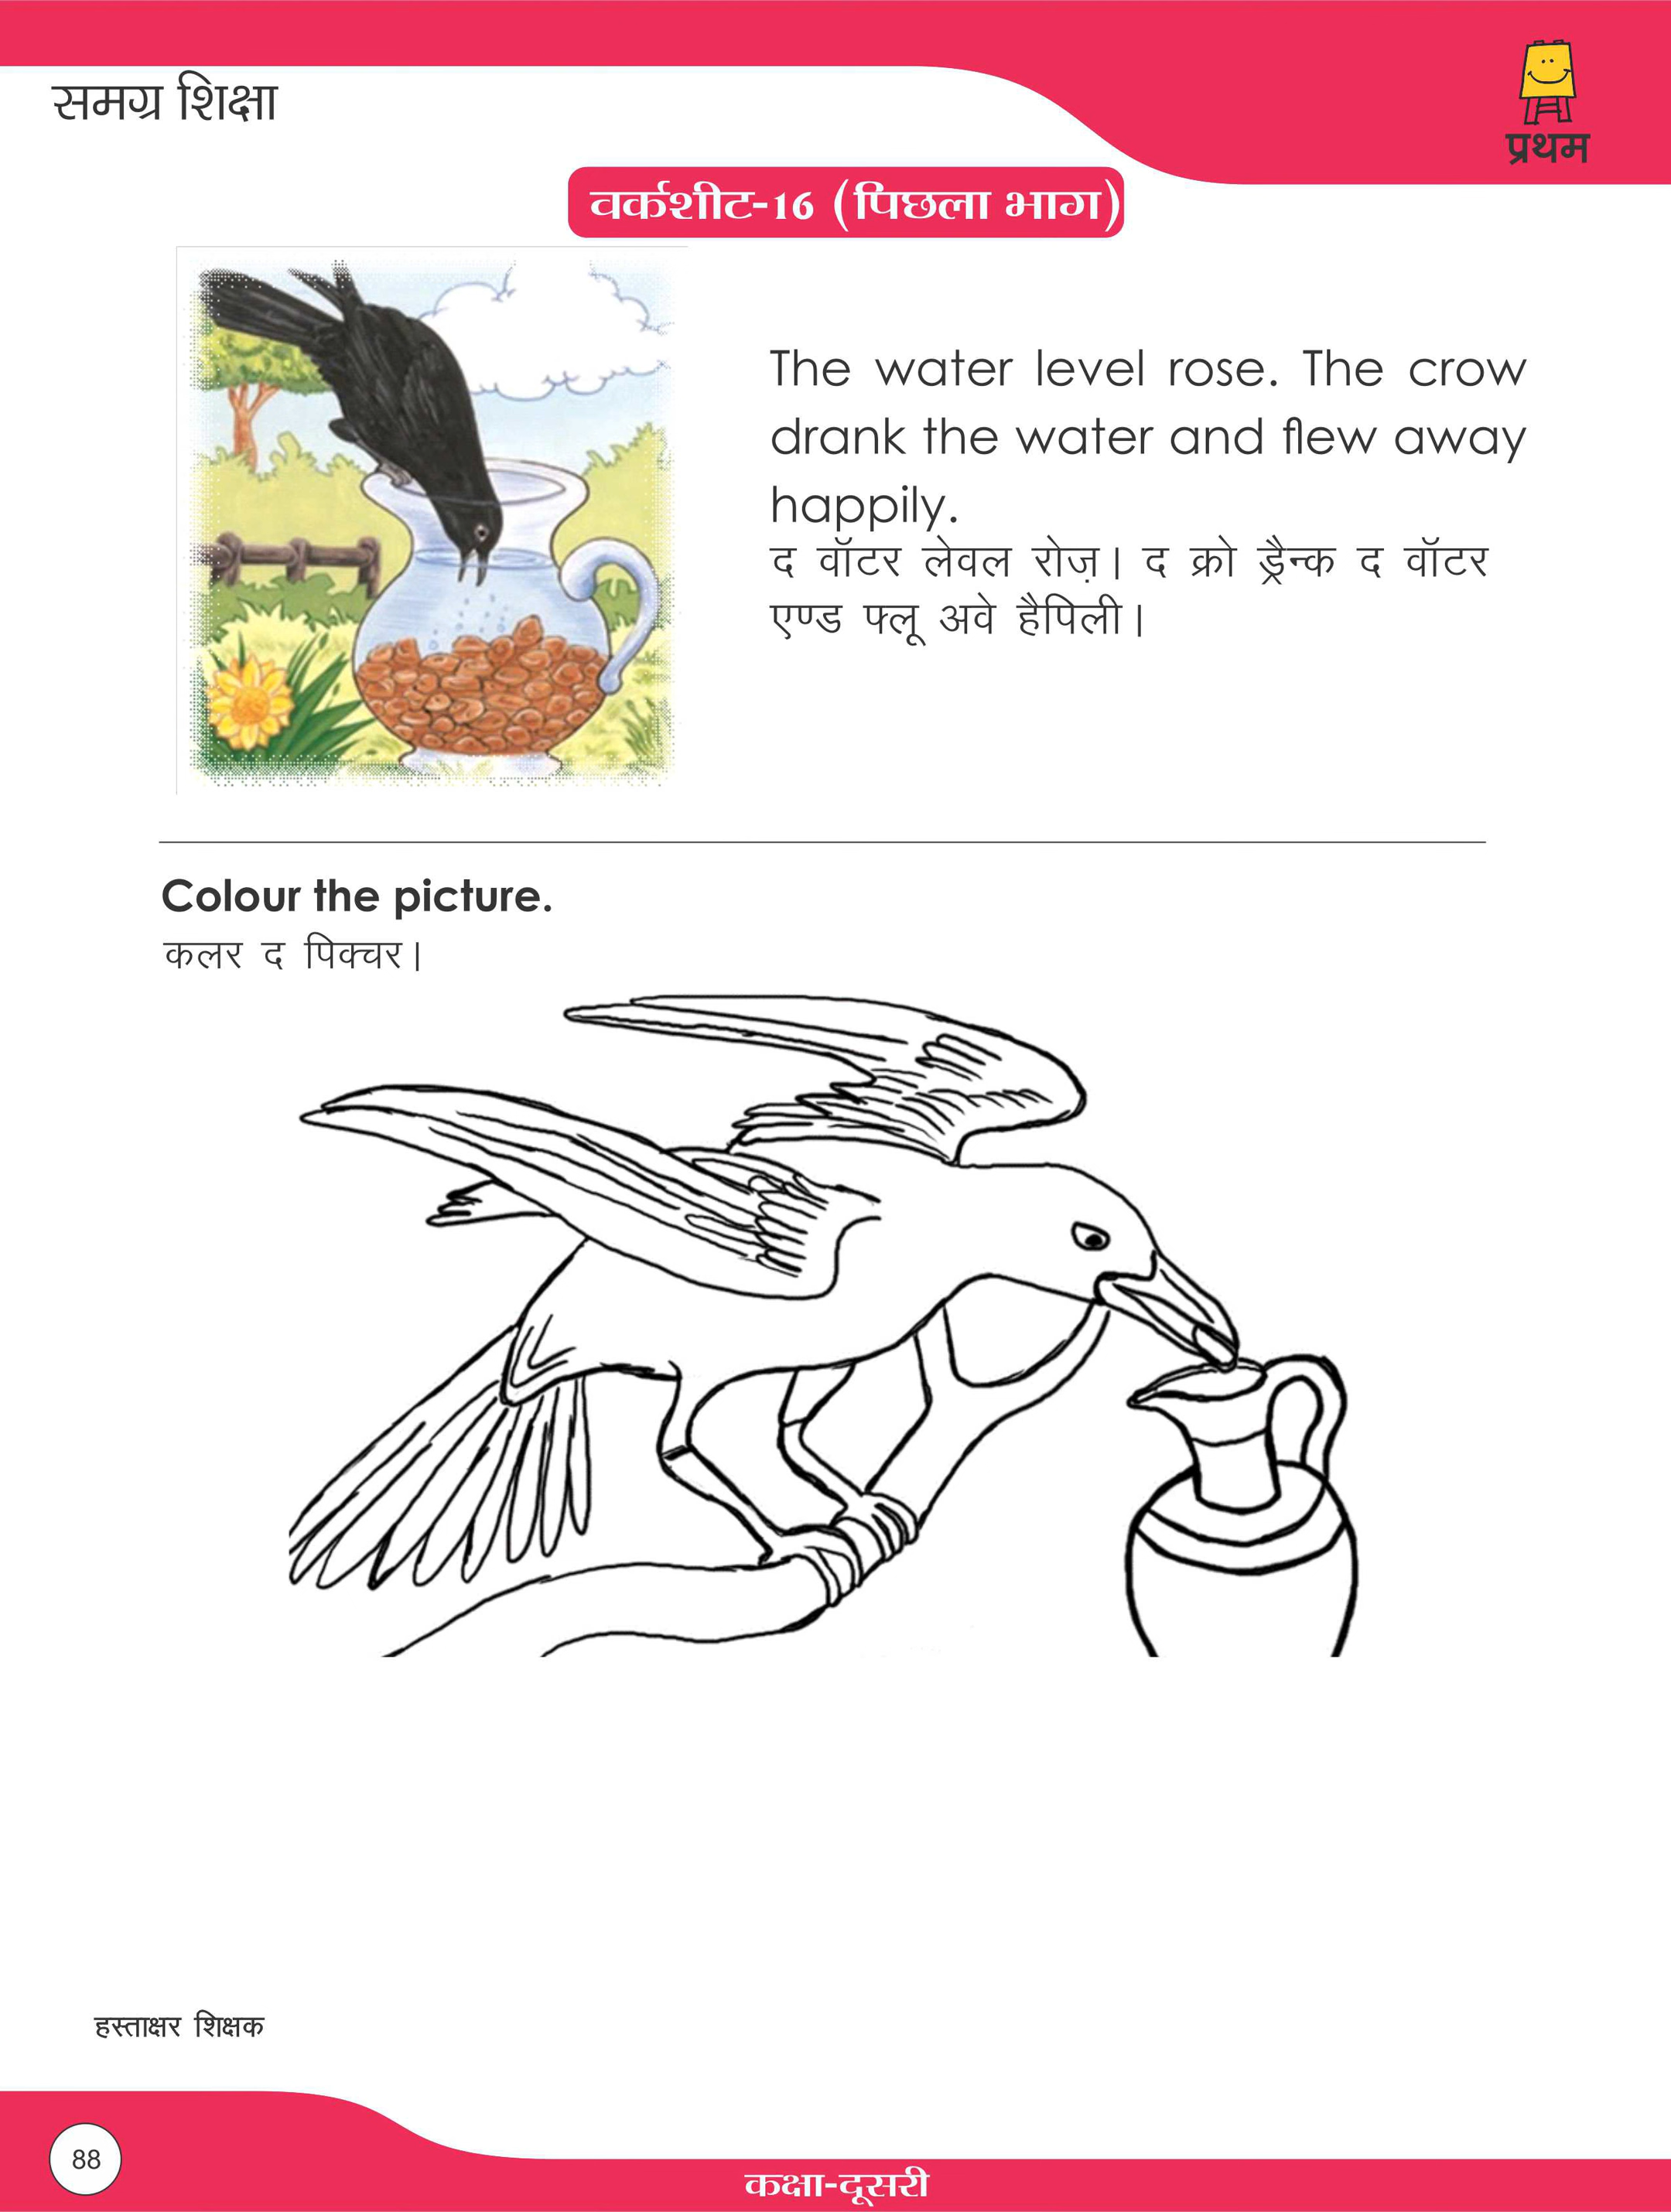 समग्र शिक्षा
प्रथम
वर्कशीट-16 (पिछला भाग)
The water level rose. The crow
drank the water and flew away
happily.
द वॉटर लेवल रोज़। द क्रो ड्रैन्क द वॉटर
एण्ड फ्लू अवे हैपिली।
Colour the picture.
कलर द पिक्चर।
हस्ताक्षर शिक्षक
88
कक्षा-दूसरी